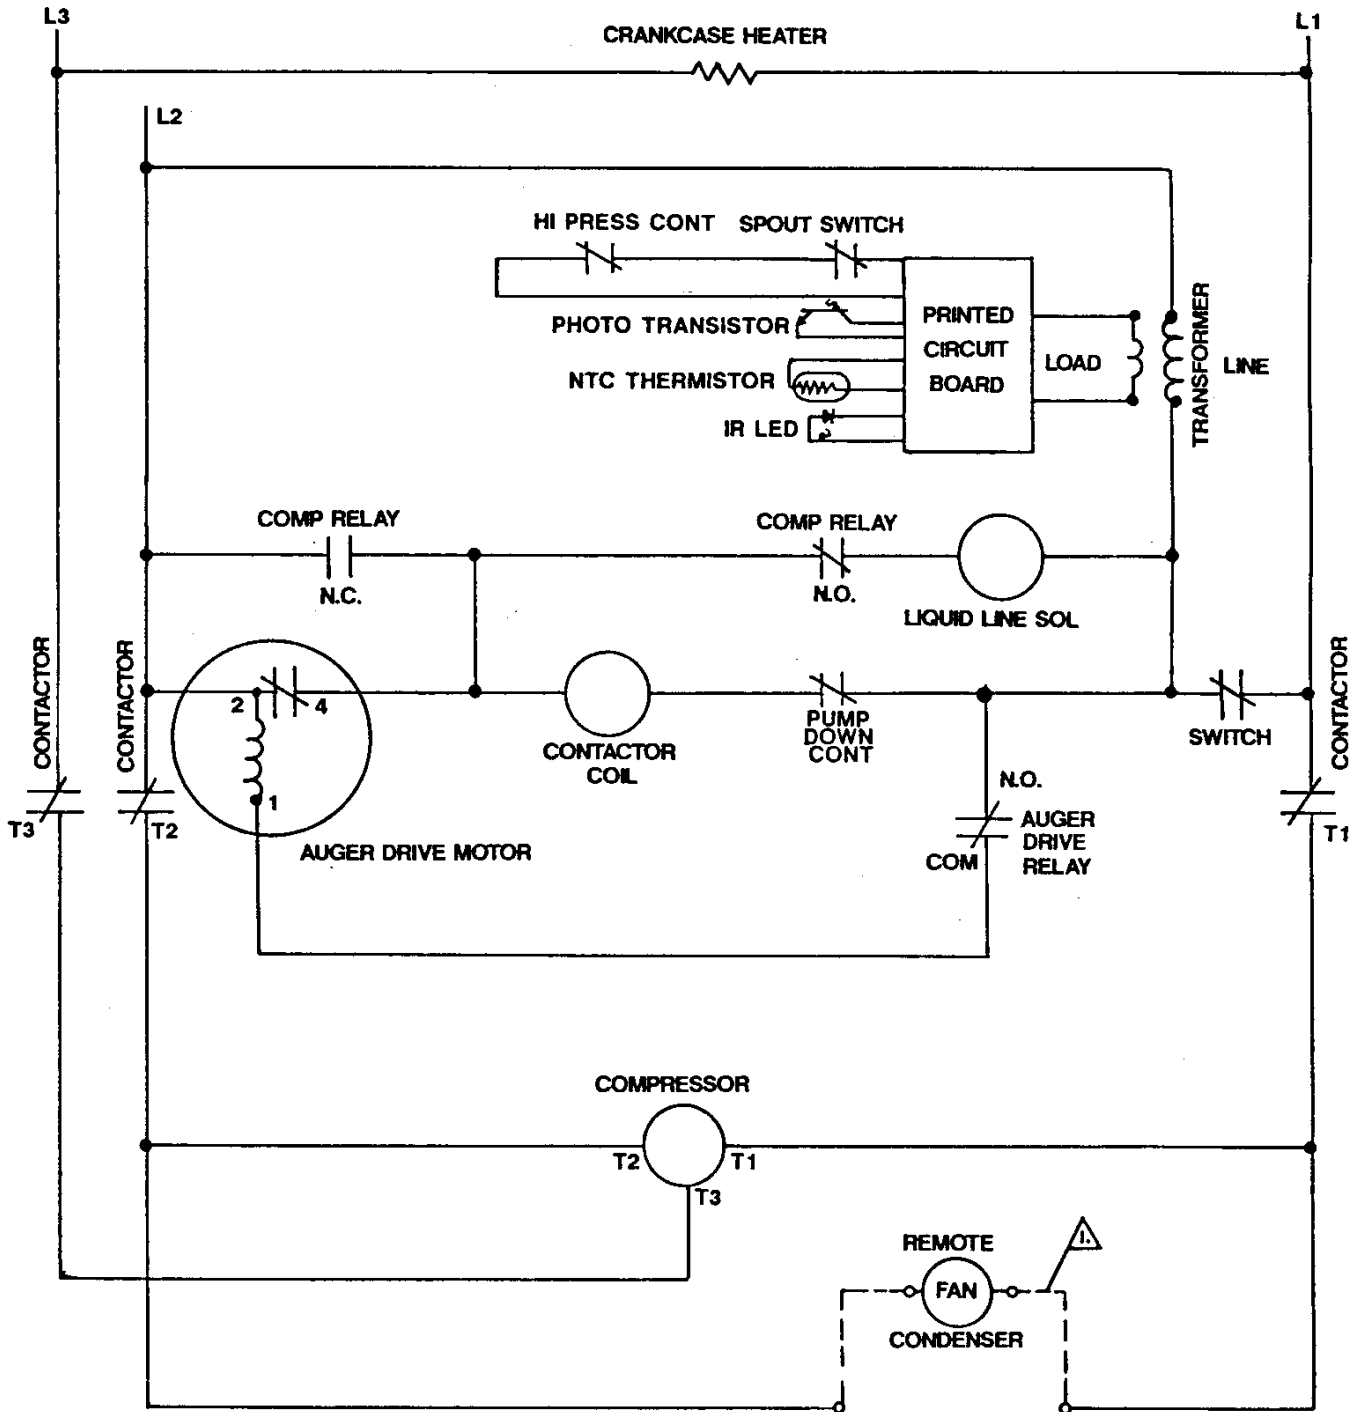 L3
L1
CRANKCASE HEATER
L2
HI PRESS CONT
SPOUT SWITCH
PHOTO TRANSISTOR
NTC THERMISTOR
IR LED
PRINTED
CIRCUIT
BOARD
LOAD
TRANSFORMER
LINE
COMP RELAY
N.C.
COMP RELAY
N.O.
LIQUID LINE SOL
CONTACTOR
CONTACTOR
2
4
1
AUGER DRIVE MOTOR
CONTACTOR
COIL
PUMP
DOWN
CONT
SWITCH
CONTACTOR
T3
T2
T1
N.O.
AUGER
DRIVE
RELAY
COM
COMPRESSOR
T2
T1
T3
REMOTE
FAN
CONDENSER
1.